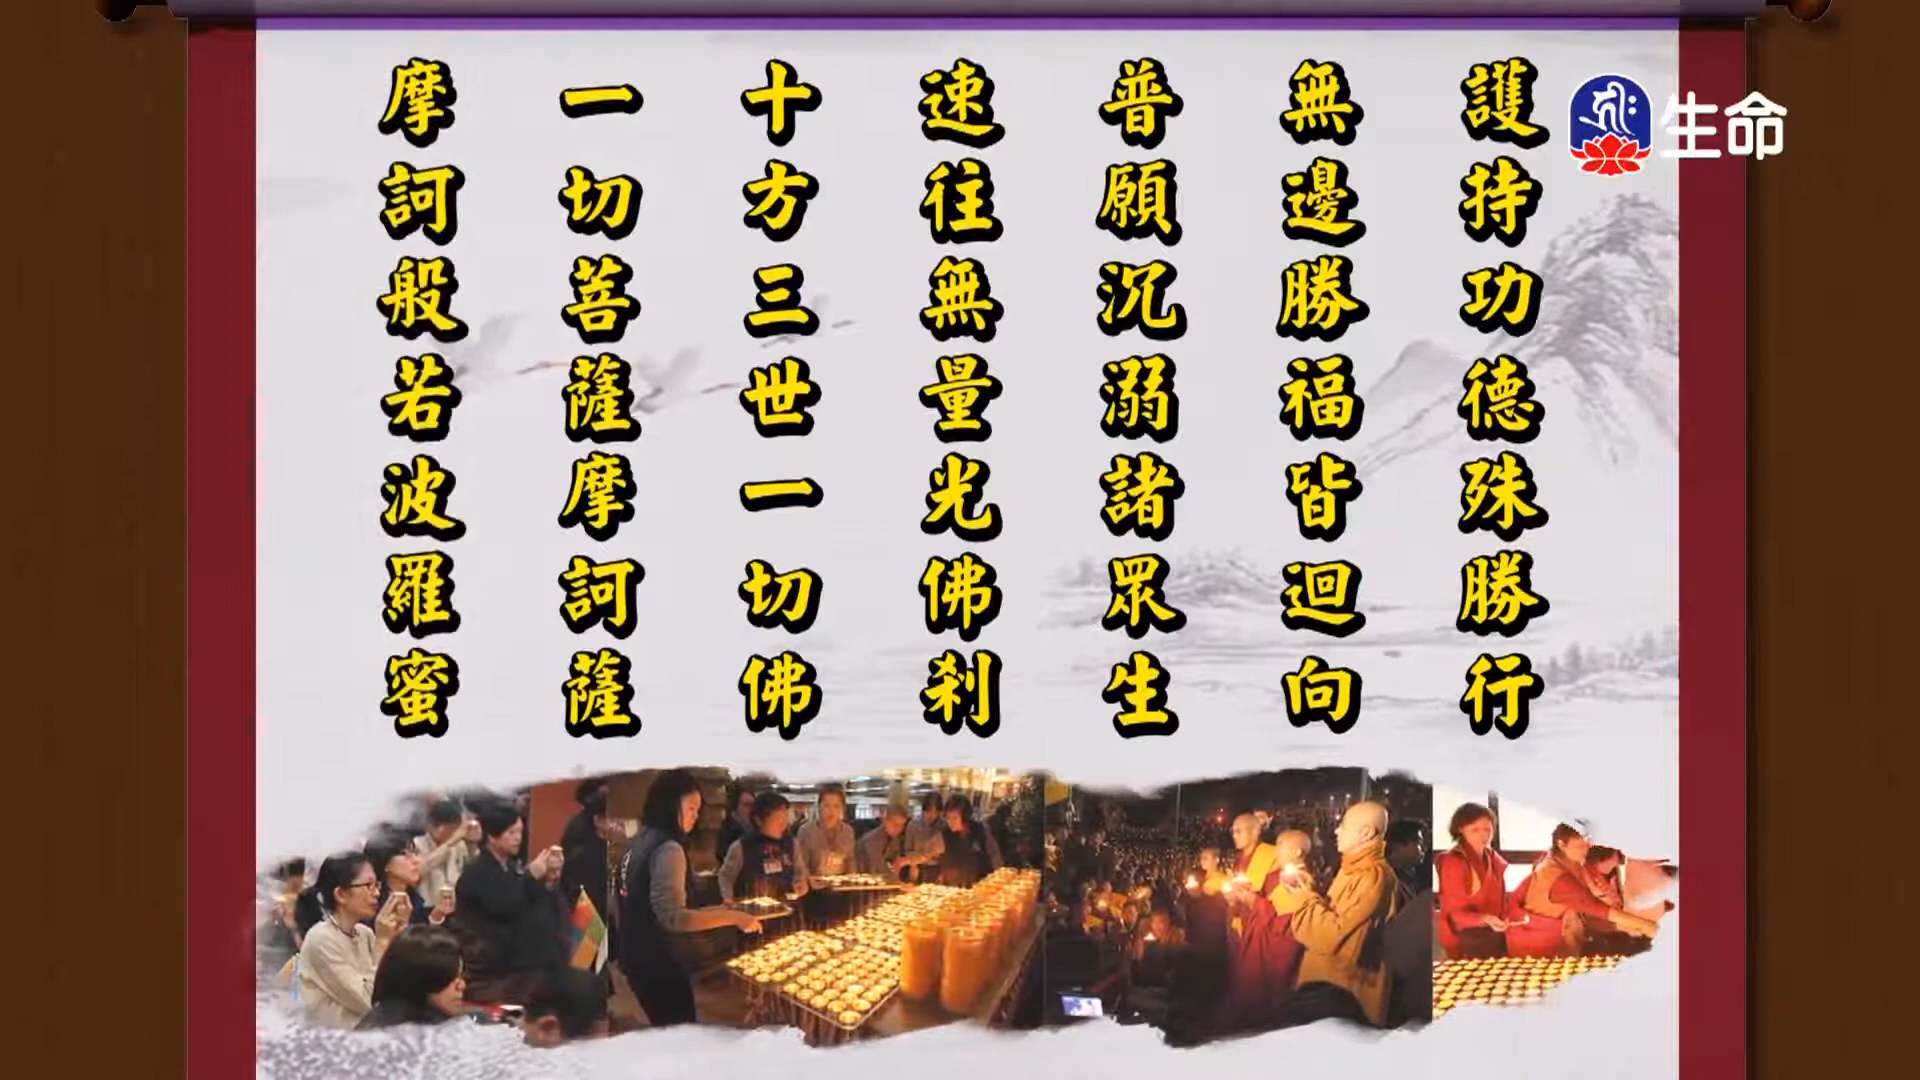 護持功德殊勝行
無邊勝福皆迴向
普願沉溺諸眾生
速往無量光佛剎
十方三世一切佛
一切菩薩摩訶薩
摩訶般若波羅蜜
生命